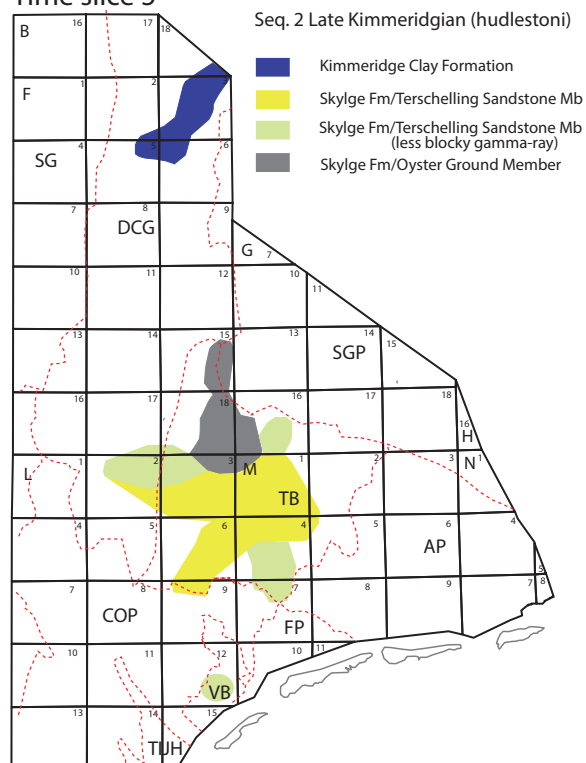 Time slice 3
Seq. 2 Late Kimmeridgian (hudlestoni)
Kimmeridge Clay Formation
Skylge Fm/Terschelling Sandstone Mb
Skylge Fm/Terschelling Sandstone Mb
(less blocky gamma-ray)
Skylge Fm/Oyster Ground Member
B 16 17 18
F 1 2
SG 4 5 6
7 8 9
DCG
G 7
10 11 12 10 11
13 14 15 13 14 15
SGP
18 16 17 18
16
H
L 1 2 3 M 1 2 3 N 1
TB
4 5 6 4 5 6 4
AP
5
7 8 9 7 8 9 7 8
COP FP
10 11 12 10 11
VB
13 14 15
TIJH